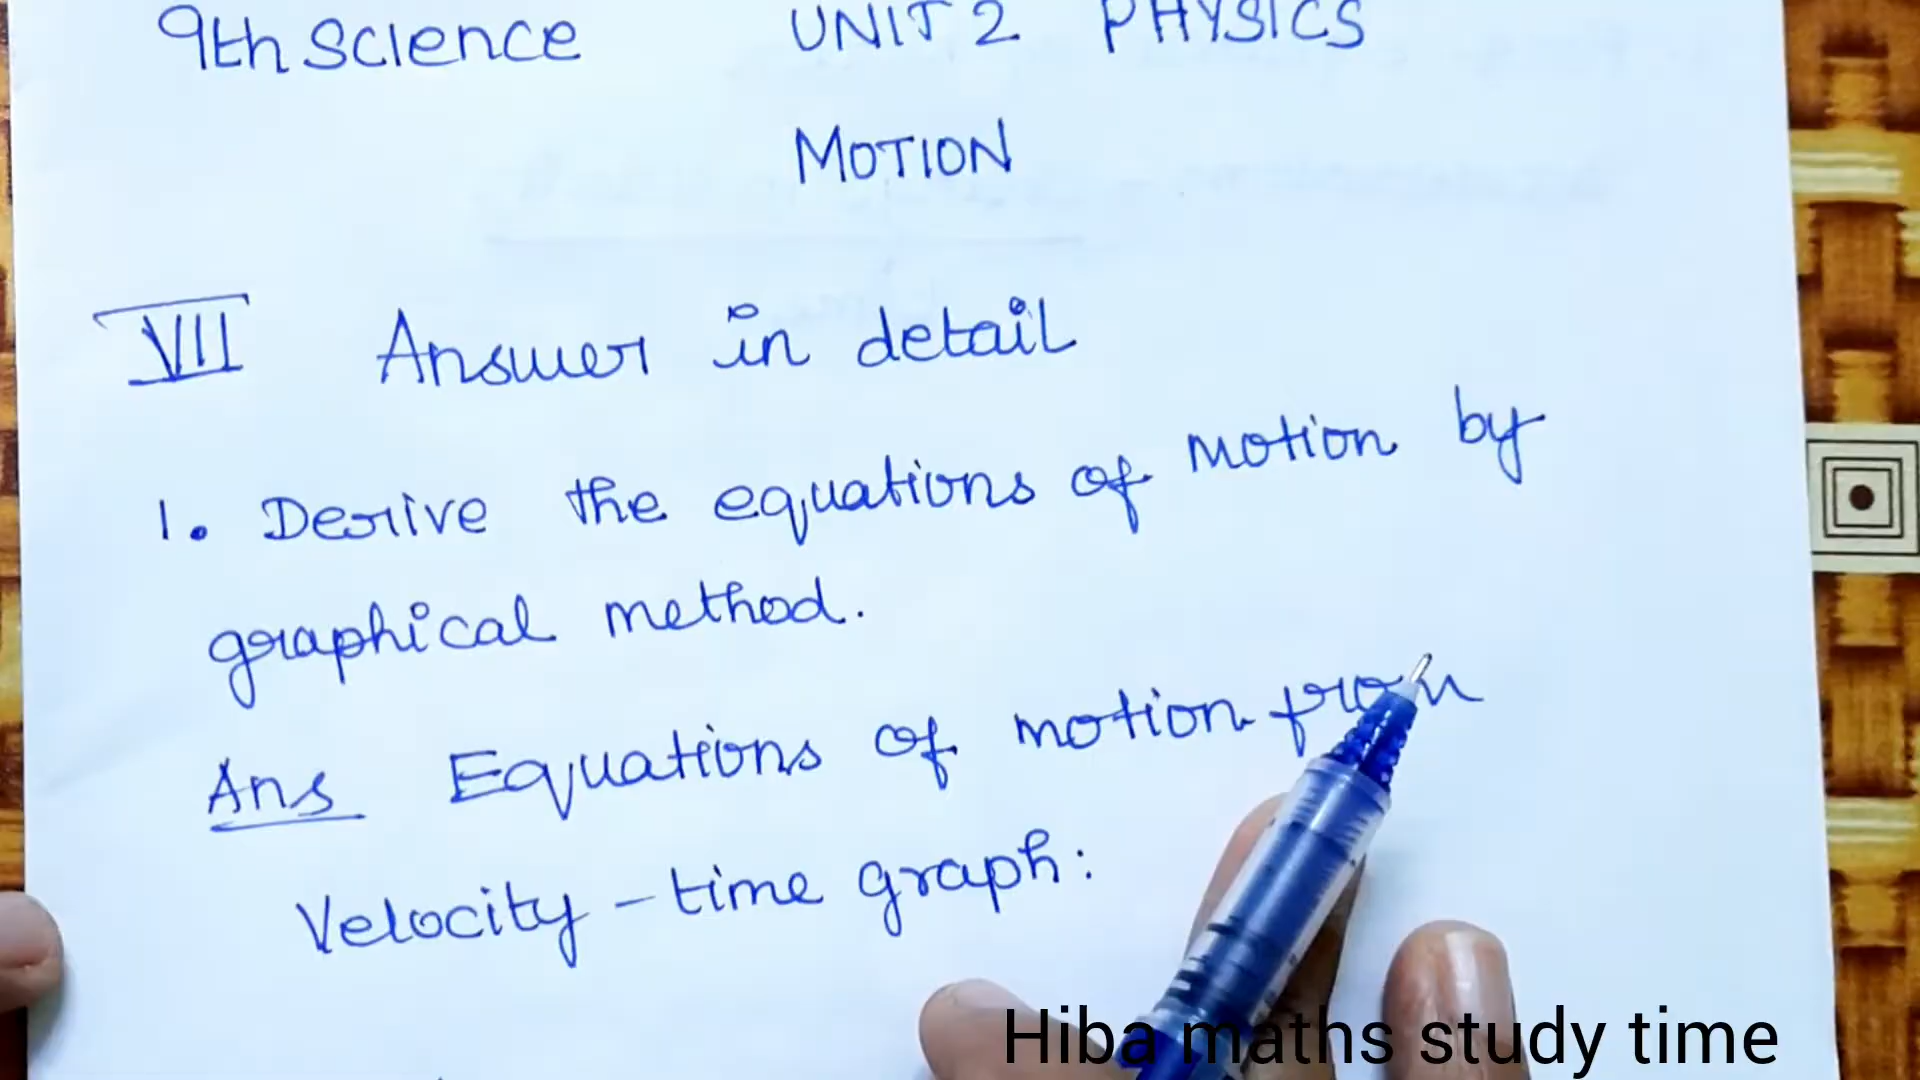 9th Science UNIT 2 PHYSICS
MOTION
VII Answer in detail
1. Derive the equations of motion by
graphical method.
Ans Equations of motion from
Velocity - time graph:
Hiba maths study time